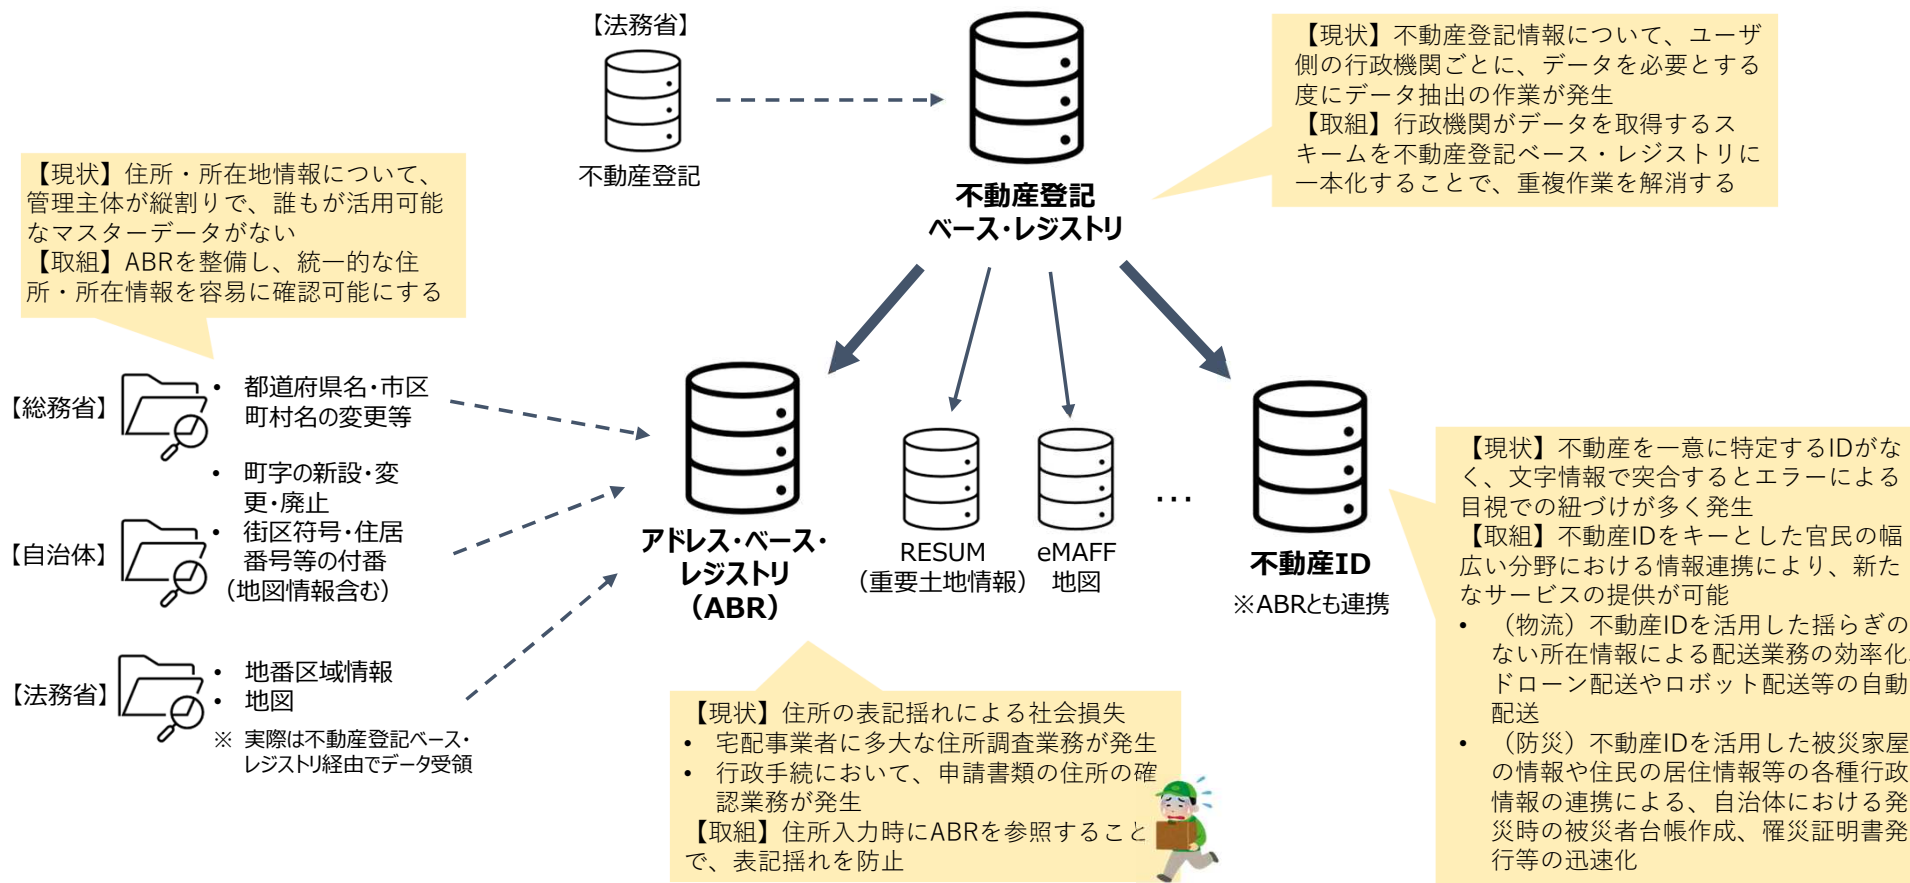 【法務省】
不動産登記
不動産登記
ベース・レジストリ
【現状】不動産登記情報について、ユーザ
側の行政機関ごとに、データを必要とする
度にデータ抽出の作業が発生
【取組】行政機関がデータを取得するス
キームを不動産登記ベース・レジストリに
一本化することで、重複作業を解消する
【現状】住所・所在地情報について、
管理主体が縦割りで、誰もが活用可能
なマスターデータがない
【取組】ABRを整備し、統一的な住
所・所在情報を容易に確認可能にする
【総務省】
• 都道府県名・市区
町村名の変更等
【自治体】
• 町字の新設・変
更・廃止
• 街区符号・住居
番号等の付番
（地図情報含む）
【法務省】
• 地番区域情報
• 地図
※ 実際は不動産登記ベース・
レジストリ経由でデータ受領
アドレス・ベース・
レジストリ
（ABR）
RESUM
（重要土地情報）
eMAFF
地図
…
不動産ID
※ABRとも連携
【現状】住所の表記揺れによる社会損失
• 宅配事業者に多大な住所調査業務が発生
• 行政手続において、申請書類の住所の確
認業務が発生
【取組】住所入力時にABRを参照すること
で、表記揺れを防止
【現状】不動産を一意に特定するIDがな
く、文字情報で突合するとエラーによる
目視での紐づけが多く発生
【取組】不動産IDをキーとした官民の幅
広い分野における情報連携により、新た
なサービスの提供が可能
• （物流）不動産IDを活用した揺らぎの
ない所在情報による配送業務の効率化、
ドローン配送やロボット配送等の自動
配送
• （防災）不動産IDを活用した被災家屋
の情報や住民の居住情報等の各種行政
情報の連携による、自治体における発
災時の被災者台帳作成、罹災証明書発
行等の迅速化